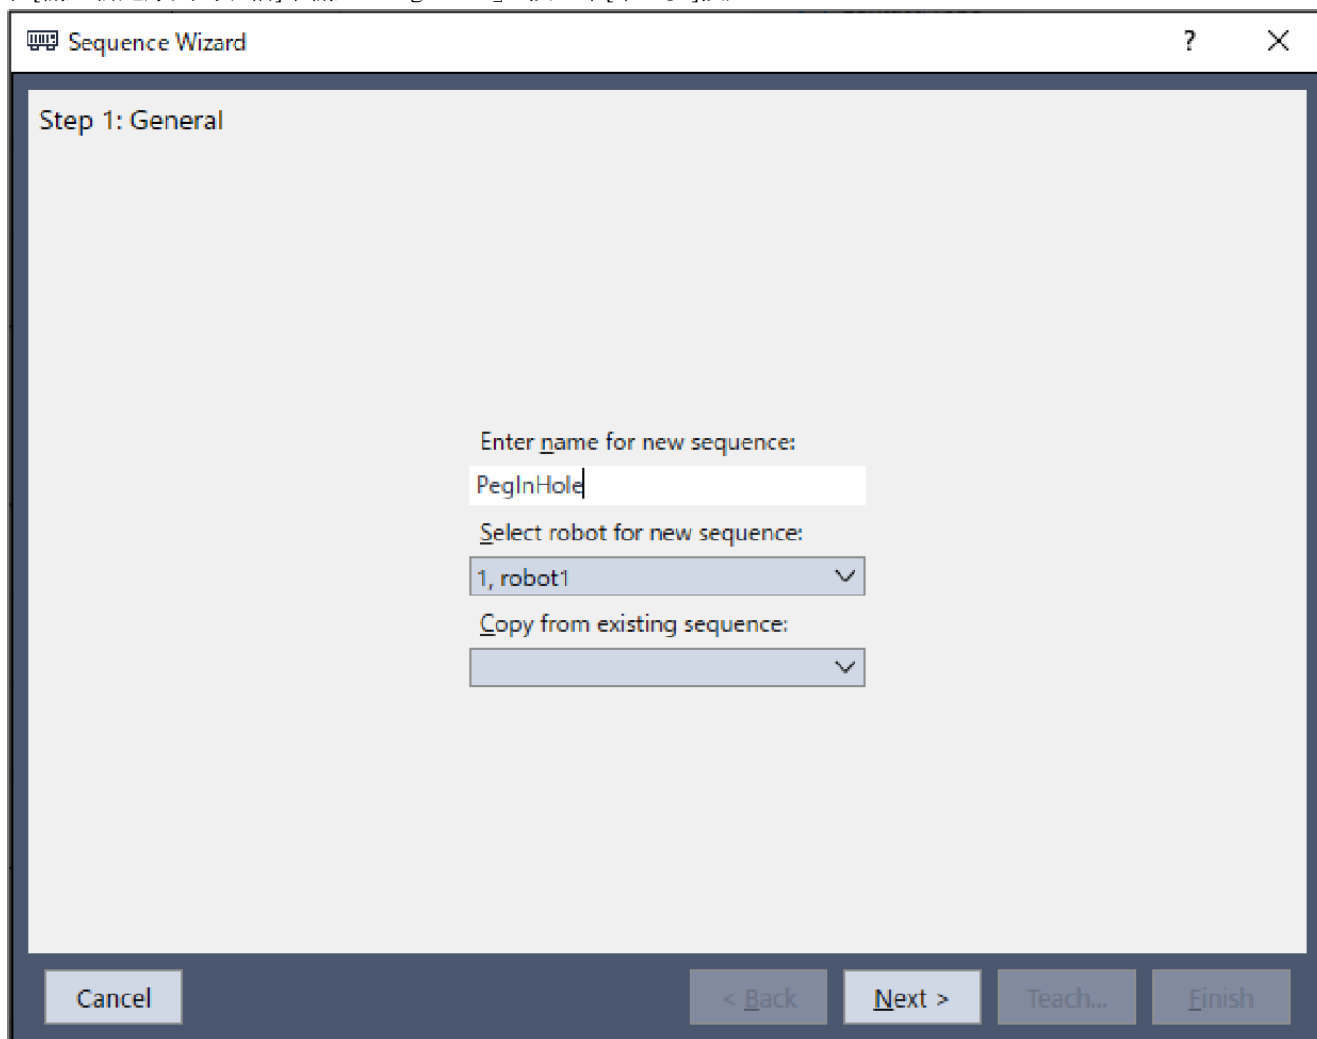 Sequence Wizard
?
Step 1: General
Enter name for new sequence:
PegInHole
Select robot for new sequence:
1, robot1
Copy from existing sequence:
Cancel
< Back
Next >
Teach...
Finish